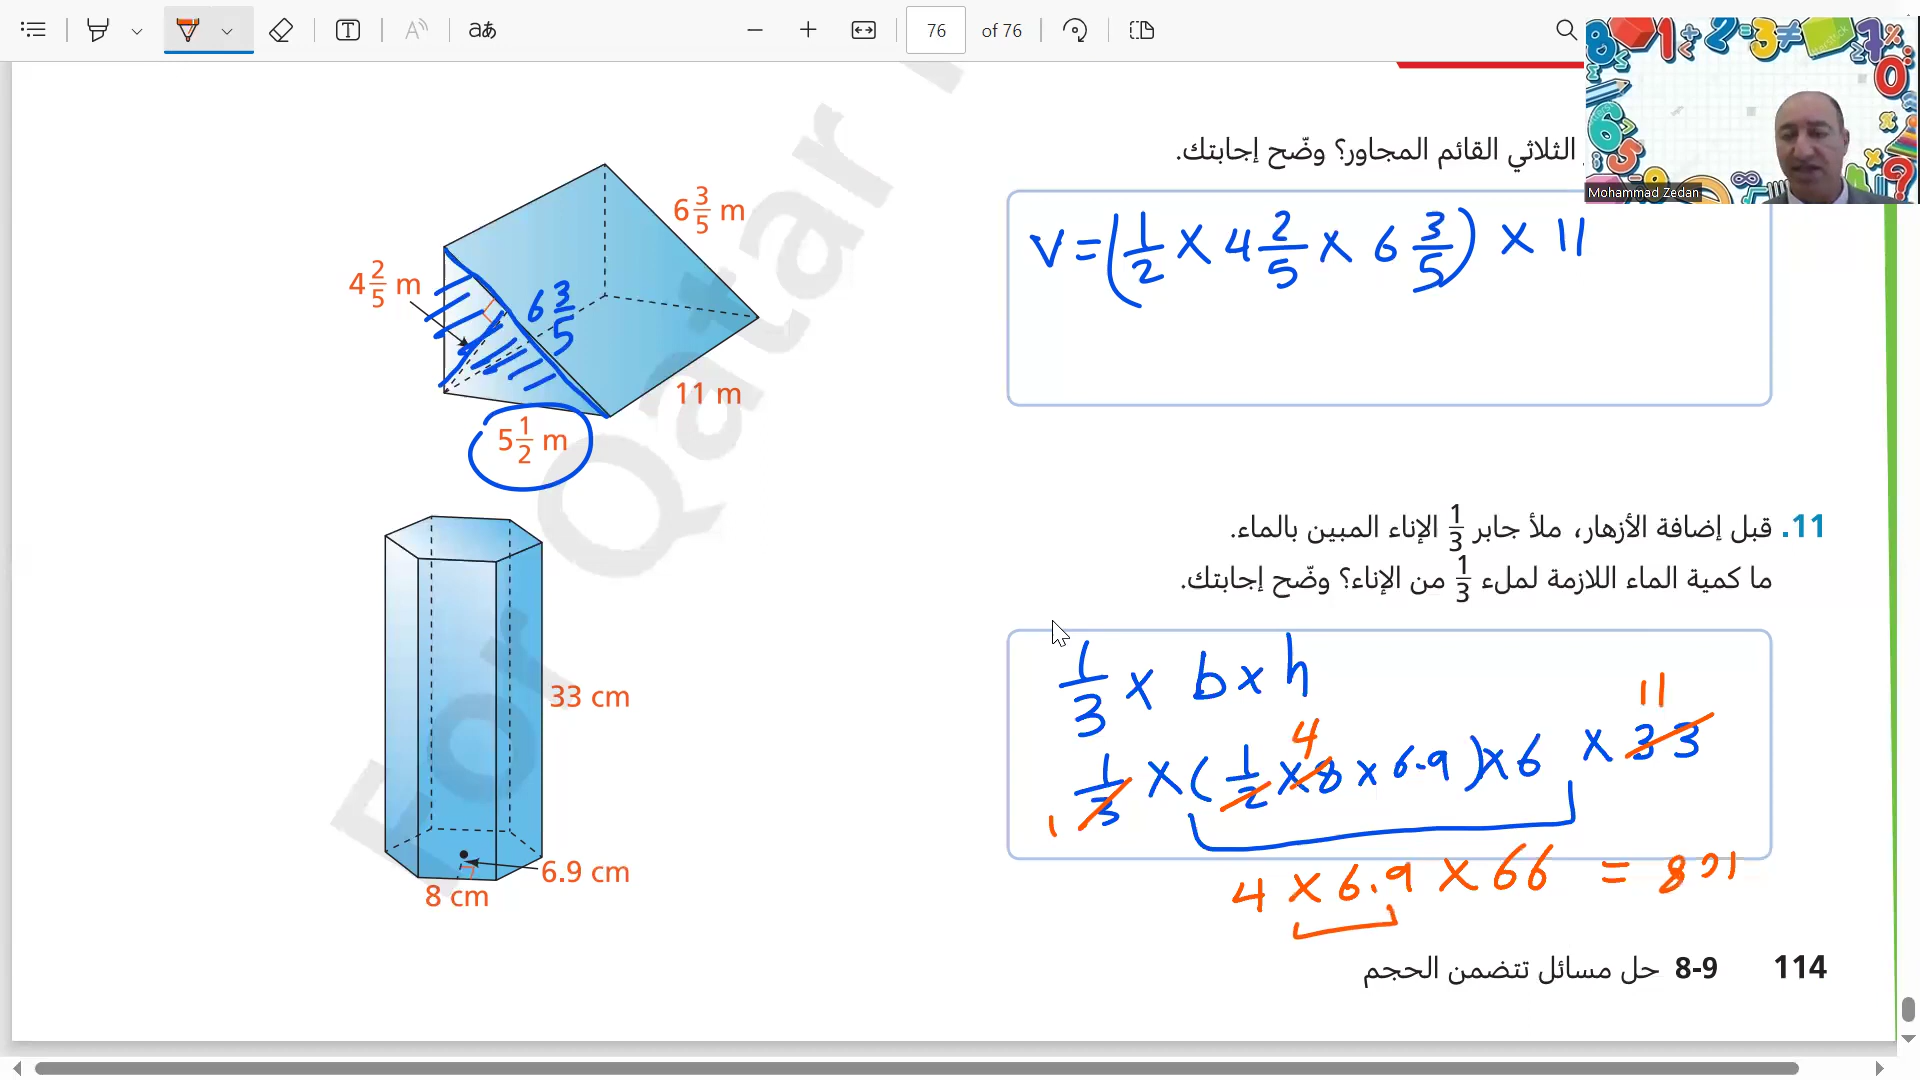 76 of 76
Mohammad Zedan
الثلاثي القائم المجاور؟ وضّح إجابتك.
6 3/5 m
4 2/5 m
6 3/5
11 m
5 1/2 m
V = (1/2 × 4 2/5 × 6 3/5) × 11
11. قبل إضافة الأزهار، ملأ جابر 1/3 الإناء المبين بالماء.
ما كمية الماء اللازمة لملء 1/3 من الإناء؟ وضّح إجابتك.
33 cm
6.9 cm
8 cm
1/3 × b × h
4 11
1/3 × (1/2 × 8 × 6.9) × 6 × 33
1
4 × 6.9 × 66 =
114 8-9 حل مسائل تتضمن الحجم
For Qatar